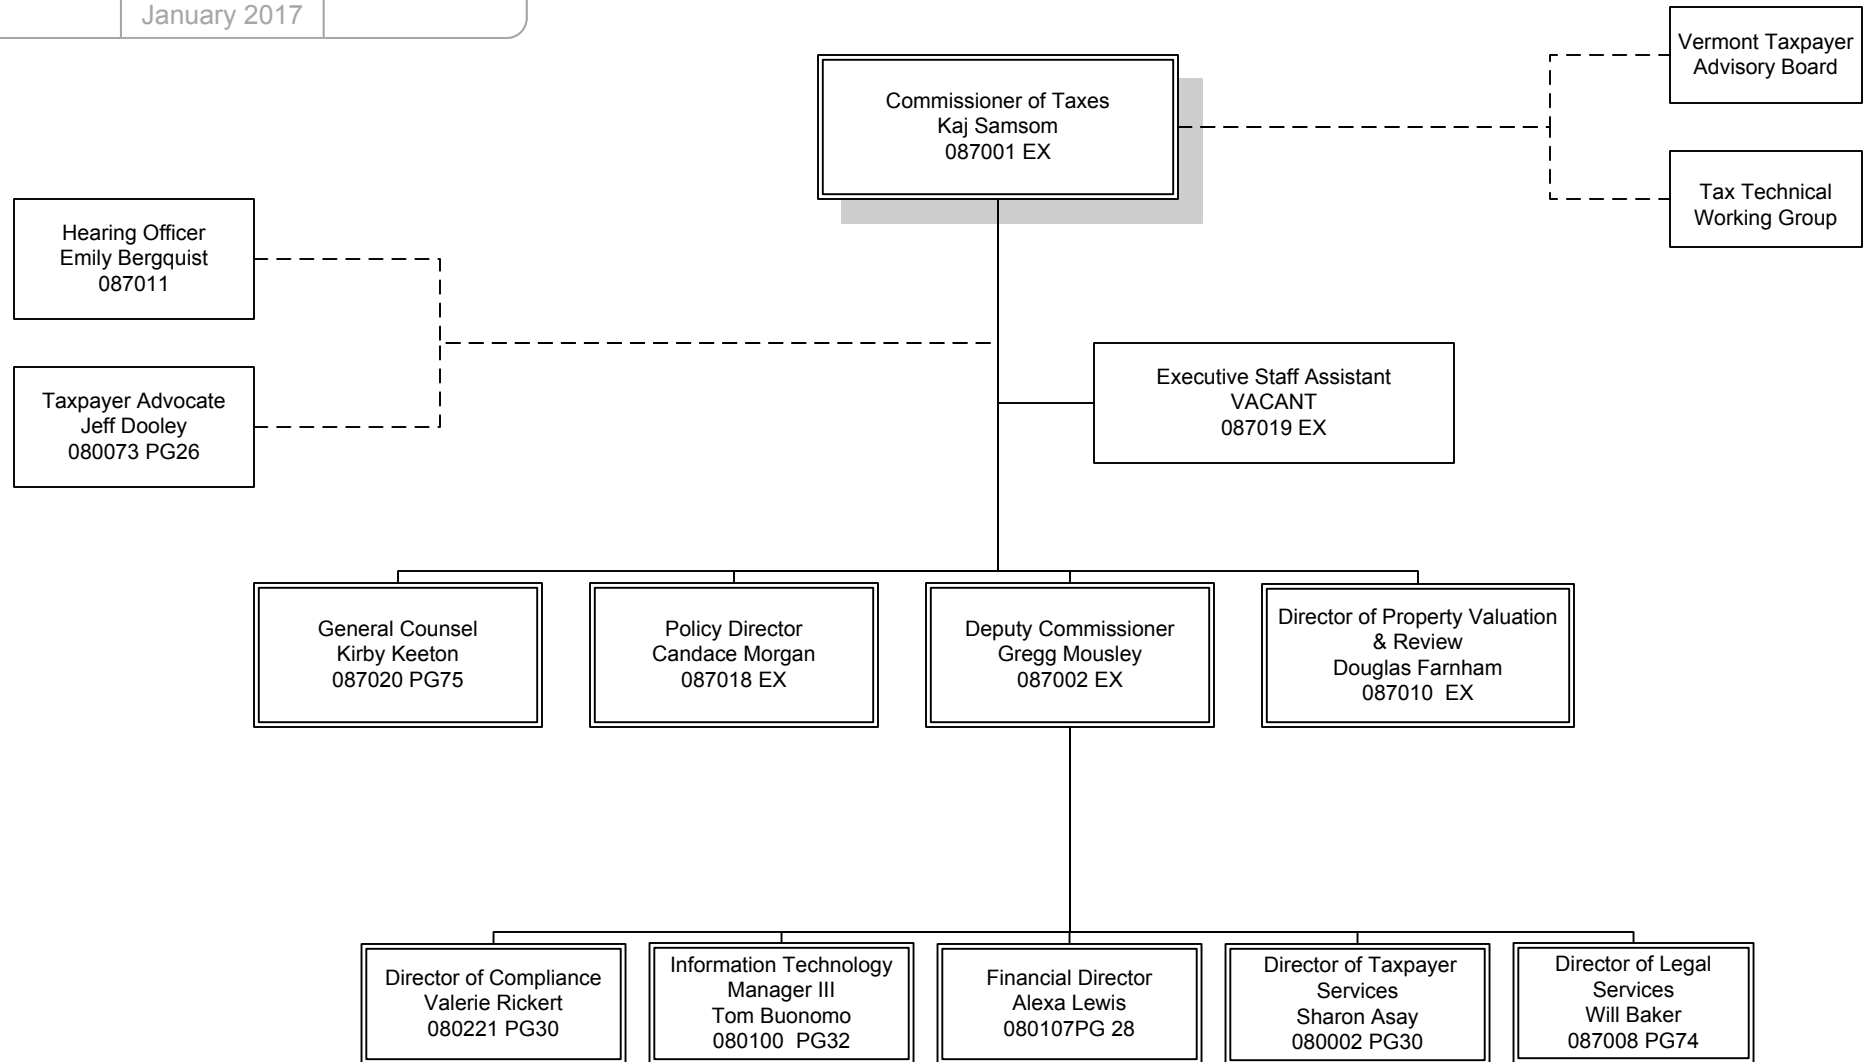 January 2017
Vermont Taxpayer
Advisory Board
Commissioner of Taxes
Kaj Samsom
087001 EX
Tax Technical
Working Group
Hearing Officer
Emily Bergquist
087011
Taxpayer Advocate
Jeff Dooley
080073 PG26
Executive Staff Assistant
VACANT
087019 EX
General Counsel
Kirby Keeton
087020 PG75
Policy Director
Candace Morgan
087018 EX
Deputy Commissioner
Gregg Mousley
087002 EX
Director of Property Valuation
& Review
Douglas Farnham
087010  EX
Director of Compliance
Valerie Rickert
080221 PG30
Information Technology
Manager III
Tom Buonomo
080100  PG32
Financial Director
Alexa Lewis
080107PG 28
Director of Taxpayer
Services
Sharon Asay
080002 PG30
Director of Legal
Services
Will Baker
087008 PG74